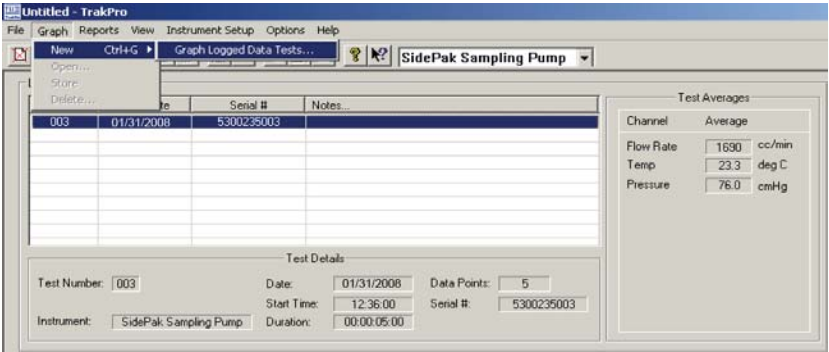 Untitled - TrakPro
File Graph Reports View Instrument Setup Options Help
New Ctrl+G Graph Logged Data Tests...
SidePak Sampling Pump
Open...
Store
Delete...
Serial # Notes...
003 01/31/2008 5300235003
Test Averages
Channel Average
Flow Rate 1690 cc/min
Temp 23.3 deg C
Pressure 76.0 cmHg
Test Details
Test Number: 003 Date: 01/31/2008 Data Points: 5
Start Time: 12:36:00 Serial #: 5300235003
Instrument: SidePak Sampling Pump Duration: 00:00:05:00